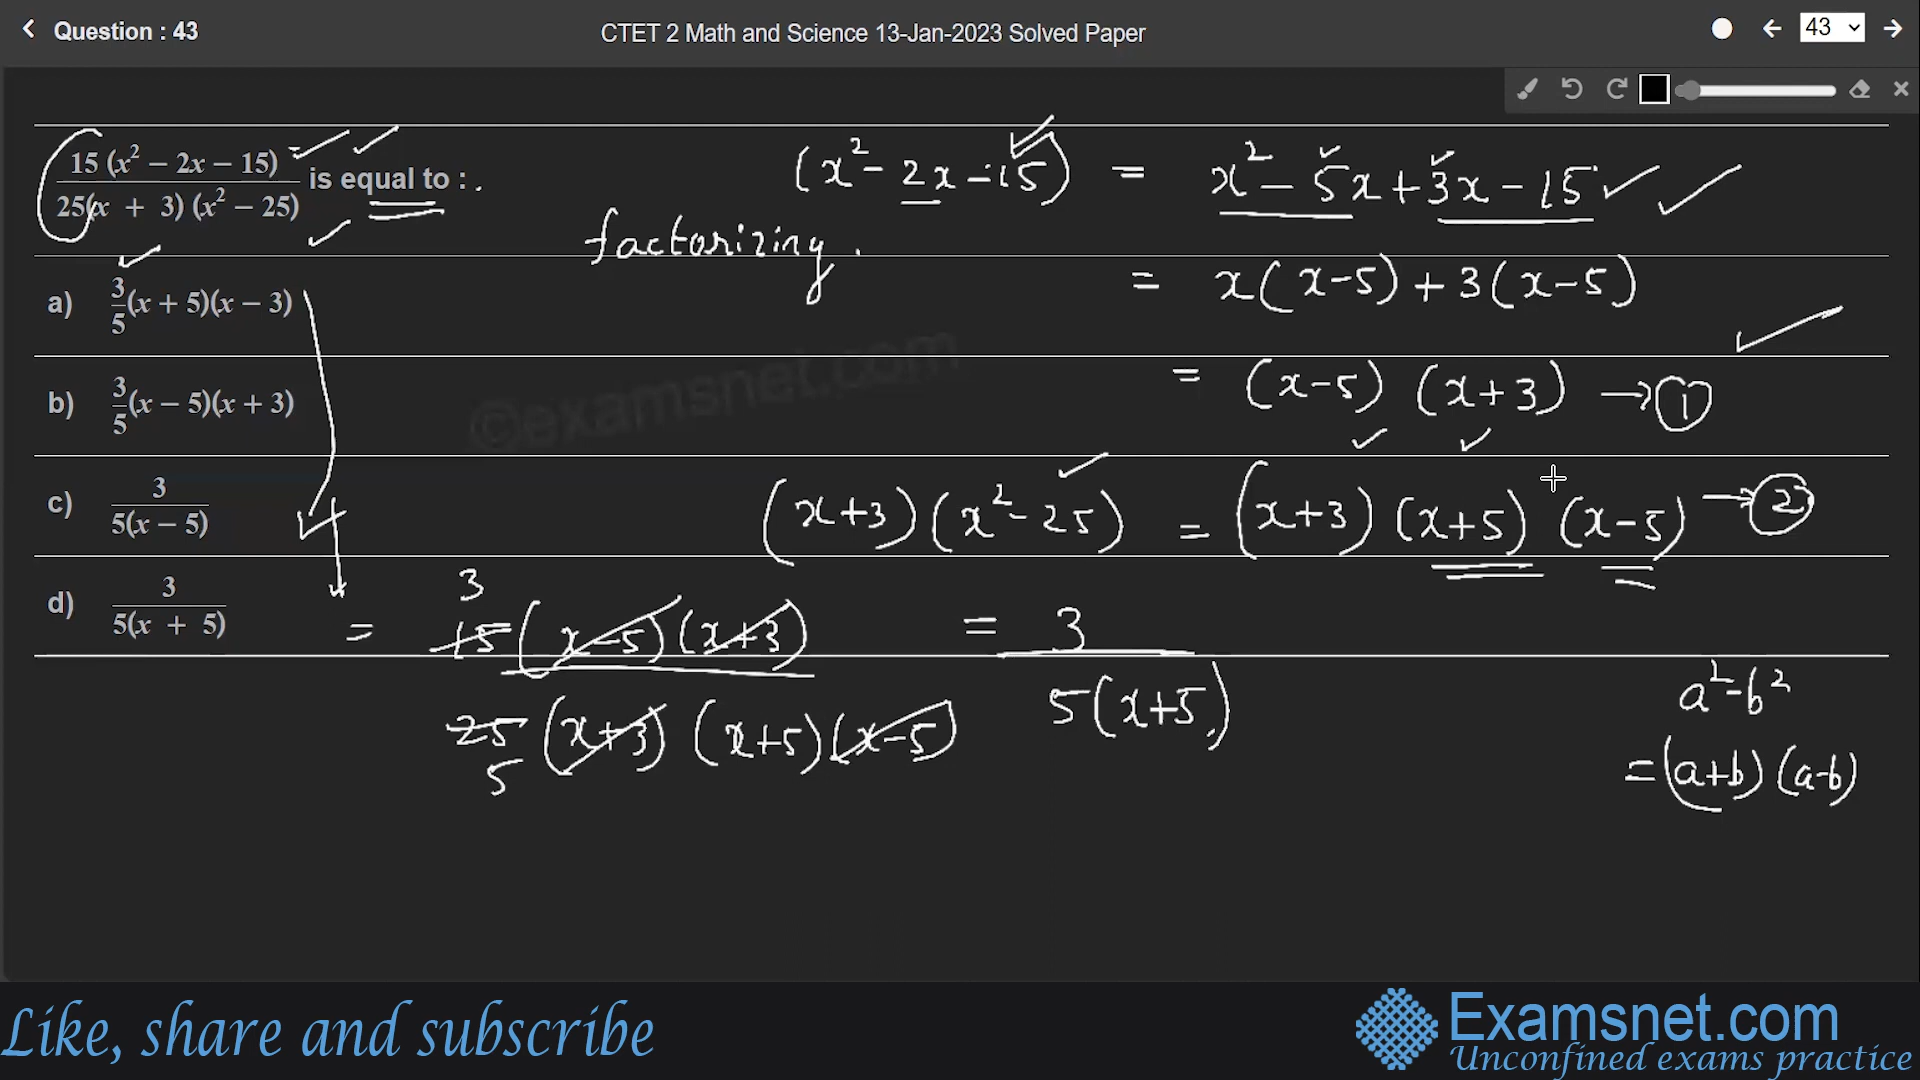 Question : 43
CTET 2 Math and Science 13-Jan-2023 Solved Paper
43
15 (x² − 2x − 15)
25(x + 3) (x² − 25)
is equal to : .
(x² - 2x - 15) = x² - 5x + 3x - 15
factorizing.
= x(x-5) + 3(x-5)
= (x-5) (x+3) → ①
a) 3/5 (x + 5)(x − 3)
b) 3/5 (x − 5)(x + 3)
©examsnet.com
c) 3 / 5(x − 5)
(x+3) (x² - 25) = (x+3) (x+5) (x-5) → ②
d) 3 / 5(x + 5)
3
= 15 (x-5) (x+3) = 3
25 (x+3) (x+5) (x-5) 5(x+5)
5
a² - b²
= (a+b) (a-b)
Like, share and subscribe
Examsnet.com
Unconfined exams practice